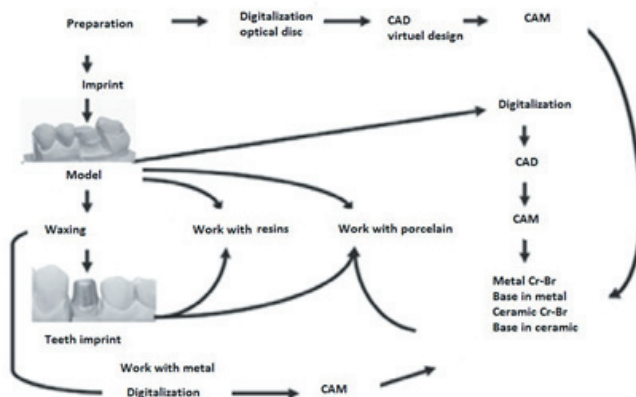 Preparation
Digitalization
optical disc
CAD
virtuel design
CAM
Imprint
Digitalization
Model
CAD
CAM
Waxing
Work with resins
Work with porcelain
Metal Cr-Br
Base in metal
Ceramic Cr-Br
Base in ceramic
Teeth imprint
Work with metal
Digitalization
CAM